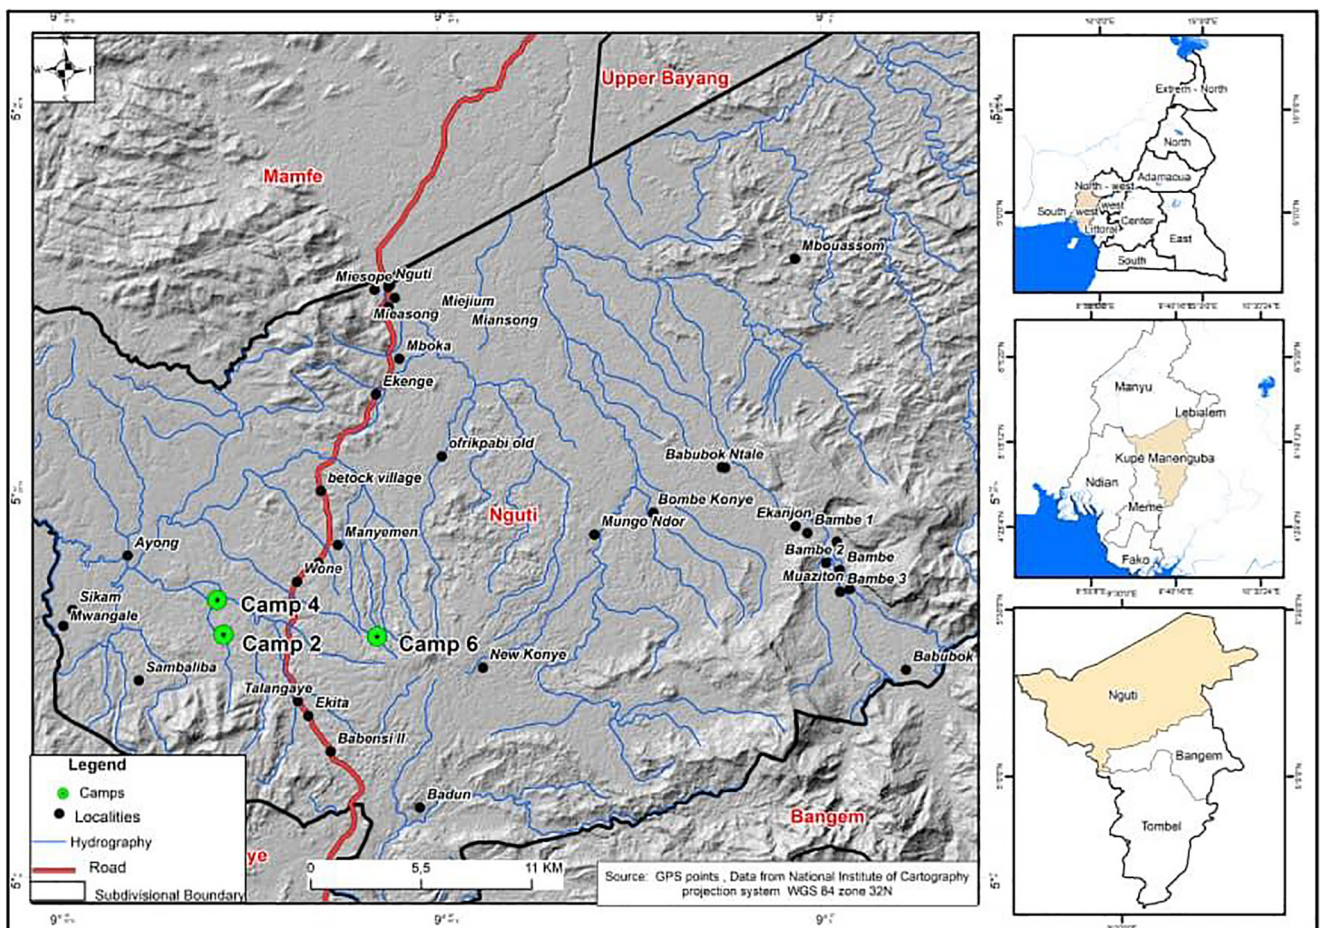 Upper Bayang
Mamfe
Mbouassom
Miesope
Nguti
Miejium
Micasong
Miansong
Mboka
Ekenge
ofrikpabi old
Babubok Ntale
betock village
Bombe Konye
Nguti
Mungo Ndor
Ekanjon
Bambe 1
Manyemen
Ayong
Bambe 2
Bambe
Wone
Muaziton
Bambe 3
Sikam
Camp 4
Mwangale
Camp 2
Camp 6
New Konye
Babubok
Sambaliba
Talangaye
Ekita
Babensi II
Badun
Bangem
ye
Legend
Camps
Localities
Hydrography
Road
Subdivisional Boundary
0
5,5
11 KM
Source: GPS points , Data from National Institute of Cartography
projection system WGS 84 zone 32N
Extrem - North
North
Adamacua
North - west
South - west
west
Center
Littoral
East
South
Manyu
Lebialem
Kupé Manenguba
Ndian
Meme
Fako
Nguti
Bangem
Tombel